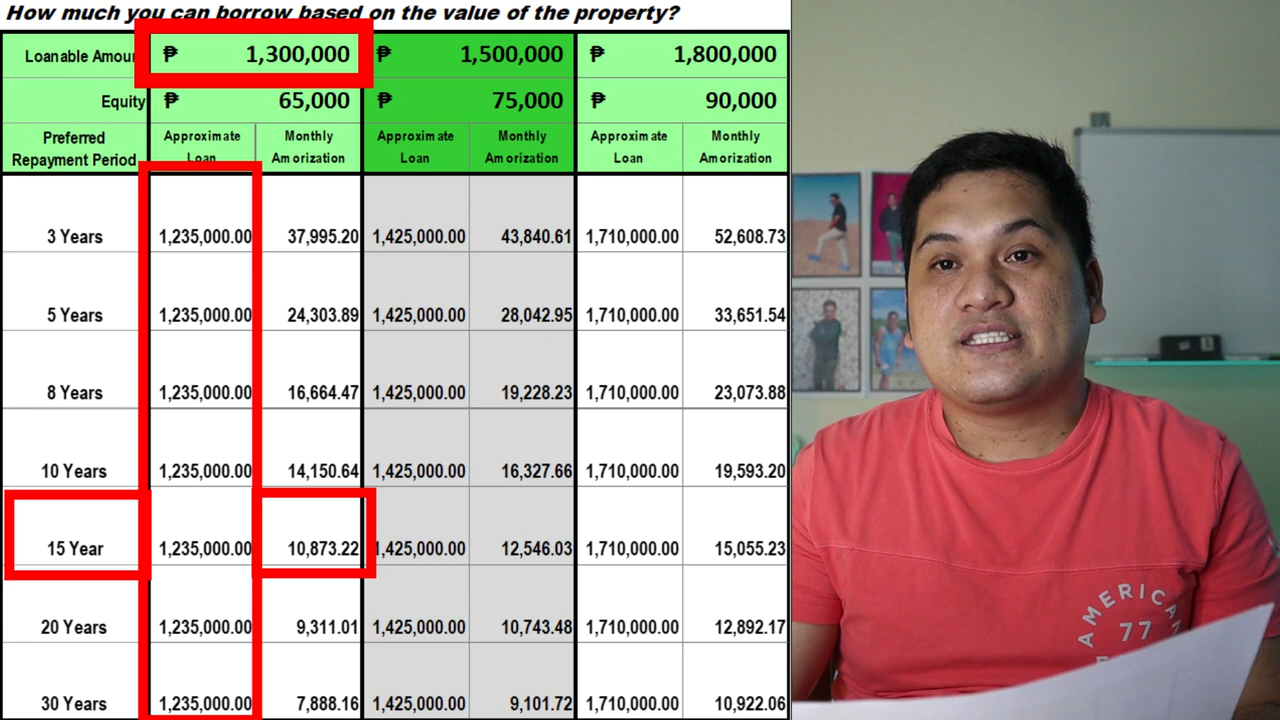 How much you can borrow based on the value of the property?
Loanable Amou ₱ 1,300,000 ₱ 1,500,000 ₱ 1,800,000
Equity ₱ 65,000 ₱ 75,000 ₱ 90,000
Preferred Repayment Period Approximate Loan Monthly Amorization Approximate Loan Monthly Amorization Approximate Loan Monthly Amorization
3 Years 1,235,000.00 37,995.20 1,425,000.00 43,840.61 1,710,000.00 52,608.73
5 Years 1,235,000.00 24,303.89 1,425,000.00 28,042.95 1,710,000.00 33,651.54
8 Years 1,235,000.00 16,664.47 1,425,000.00 19,228.23 1,710,000.00 23,073.88
10 Years 1,235,000.00 14,150.64 1,425,000.00 16,327.66 1,710,000.00 19,593.20
15 Year 1,235,000.00 10,873.22 1,425,000.00 12,546.03 1,710,000.00 15,055.23
20 Years 1,235,000.00 9,311.01 1,425,000.00 10,743.48 1,710,000.00 12,892.17
30 Years 1,235,000.00 7,888.16 1,425,000.00 9,101.72 1,710,000.00 10,922.06
AMERICAN
77